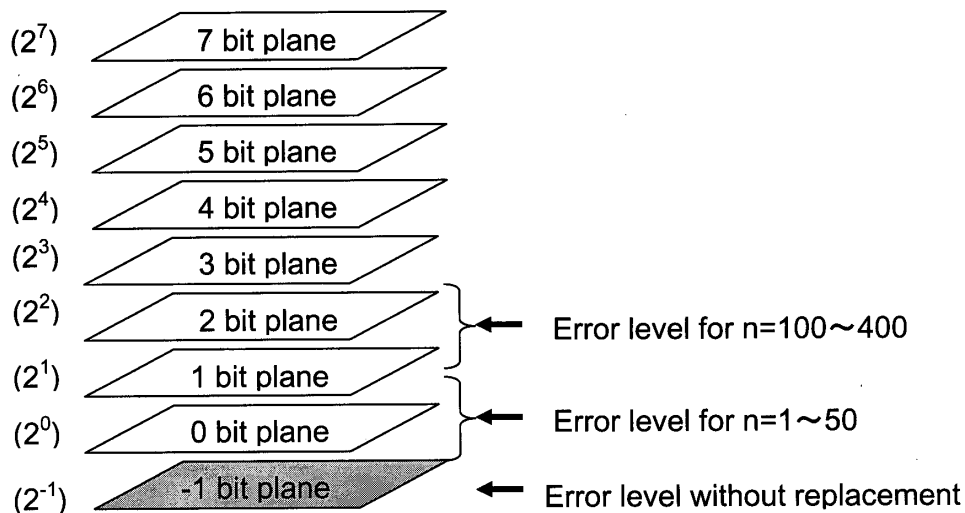 (2⁷) 7 bit plane
(2⁶) 6 bit plane
(2⁵) 5 bit plane
(2⁴) 4 bit plane
(2³) 3 bit plane
(2²) 2 bit plane
Error level for n=100～400
(2¹) 1 bit plane
(2⁰) 0 bit plane
Error level for n=1～50
(2⁻¹) -1 bit plane
Error level without replacement